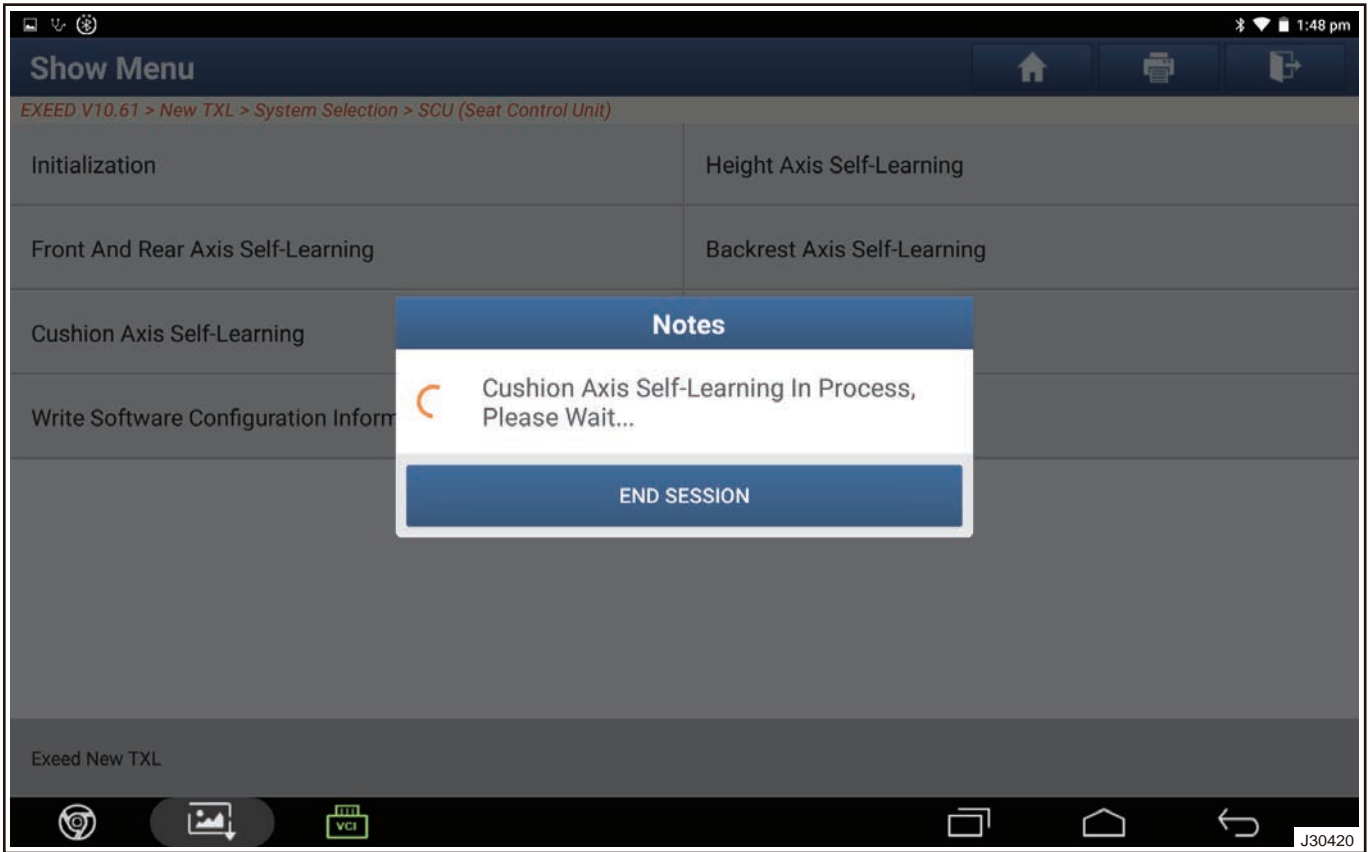 1:48 pm
Show Menu
EXEED V10.61 > New TXL > System Selection > SCU (Seat Control Unit)
Initialization
Height Axis Self-Learning
Front And Rear Axis Self-Learning
Backrest Axis Self-Learning
Cushion Axis Self-Learning
Write Software Configuration Inform
Notes
Cushion Axis Self-Learning In Process,
Please Wait...
END SESSION
Exeed New TXL
VCI
J30420